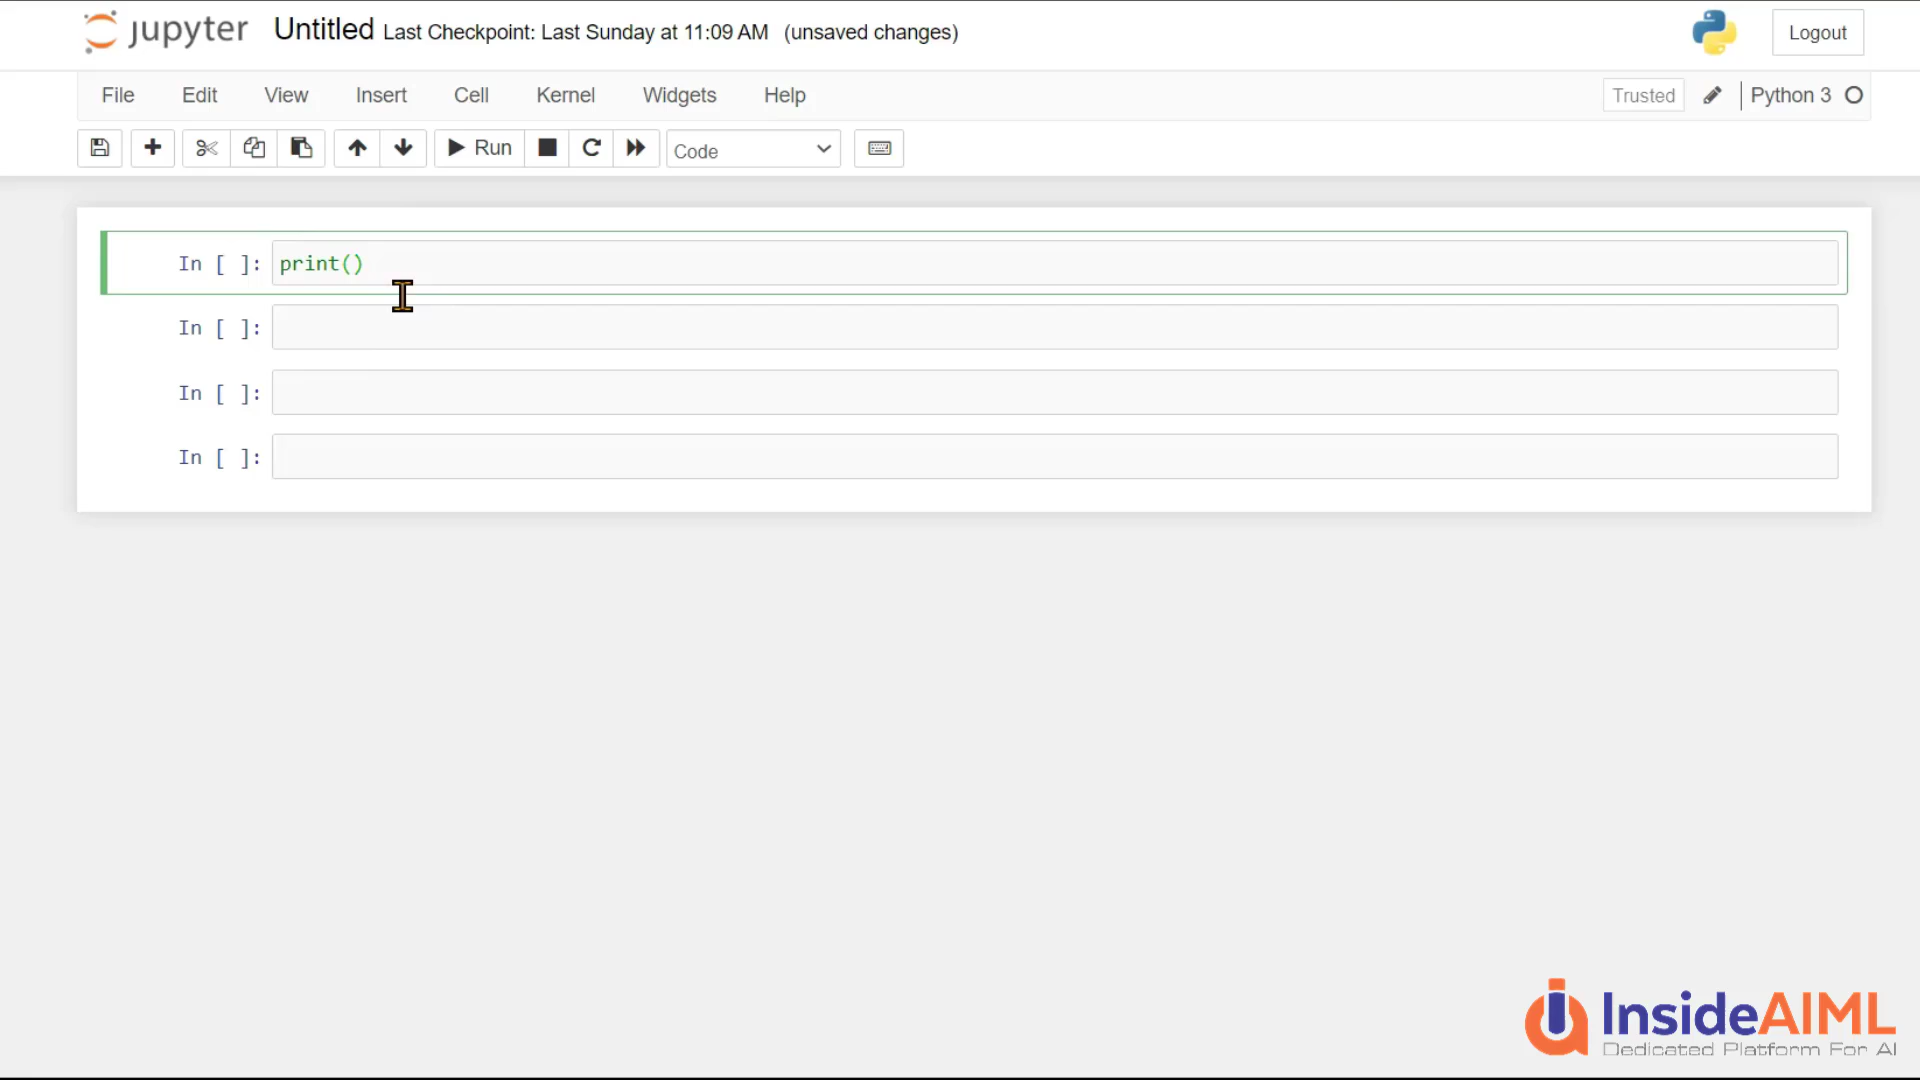 jupyter Untitled Last Checkpoint: Last Sunday at 11:09 AM (unsaved changes) Logout
File Edit View Insert Cell Kernel Widgets Help Trusted Python 3
Run Code
In [ ]: print()
In [ ]:
In [ ]:
In [ ]:
InsideAIML
Dedicated Platform For AI